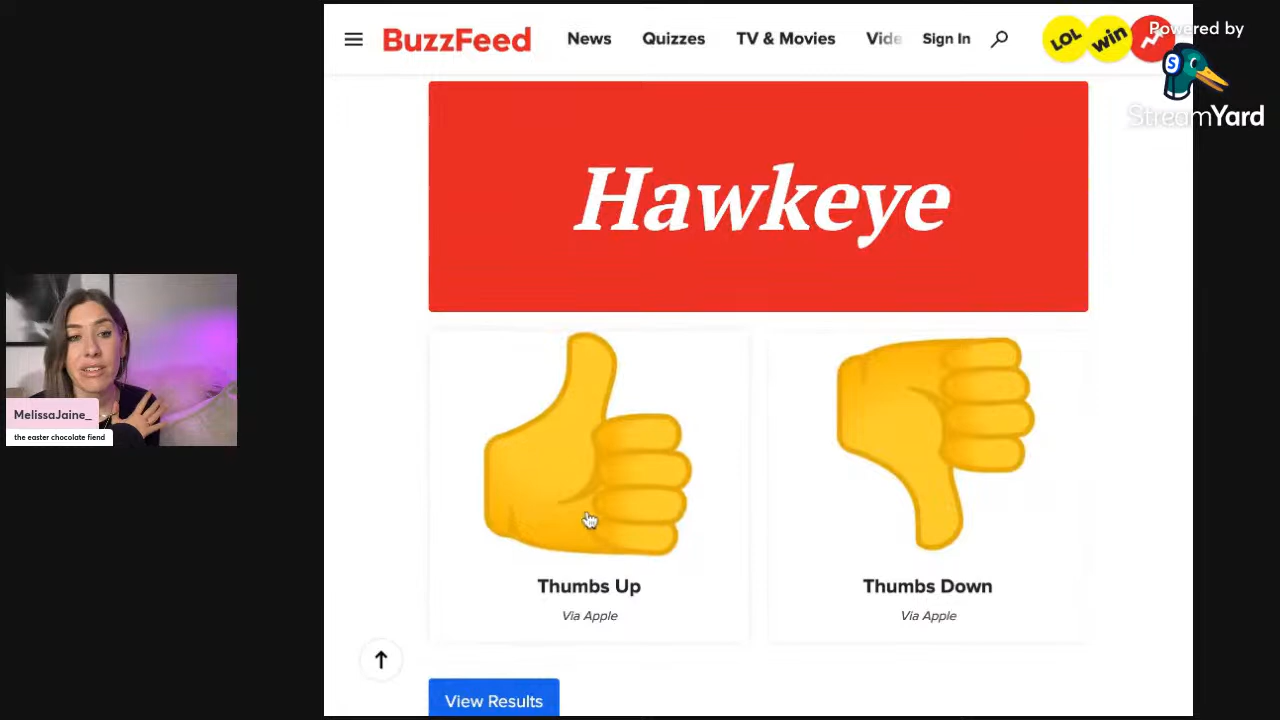 BuzzFeed
News
Quizzes
TV & Movies
Vide
Sign In
LOL
win
Powered by
S
StreamYard
Hawkeye
MelissaJaine_
the easter chocolate fiend
Thumbs Up
Via Apple
Thumbs Down
Via Apple
View Results